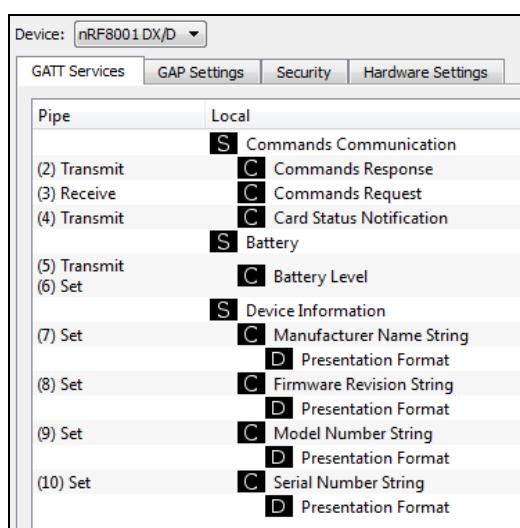 Device: nRF8001 DX/D
GATT Services GAP Settings Security Hardware Settings
Pipe Local
S Commands Communication
(2) Transmit C Commands Response
(3) Receive C Commands Request
(4) Transmit C Card Status Notification
S Battery
(5) Transmit
(6) Set C Battery Level
S Device Information
(7) Set C Manufacturer Name String
D Presentation Format
(8) Set C Firmware Revision String
D Presentation Format
(9) Set C Model Number String
D Presentation Format
(10) Set C Serial Number String
D Presentation Format